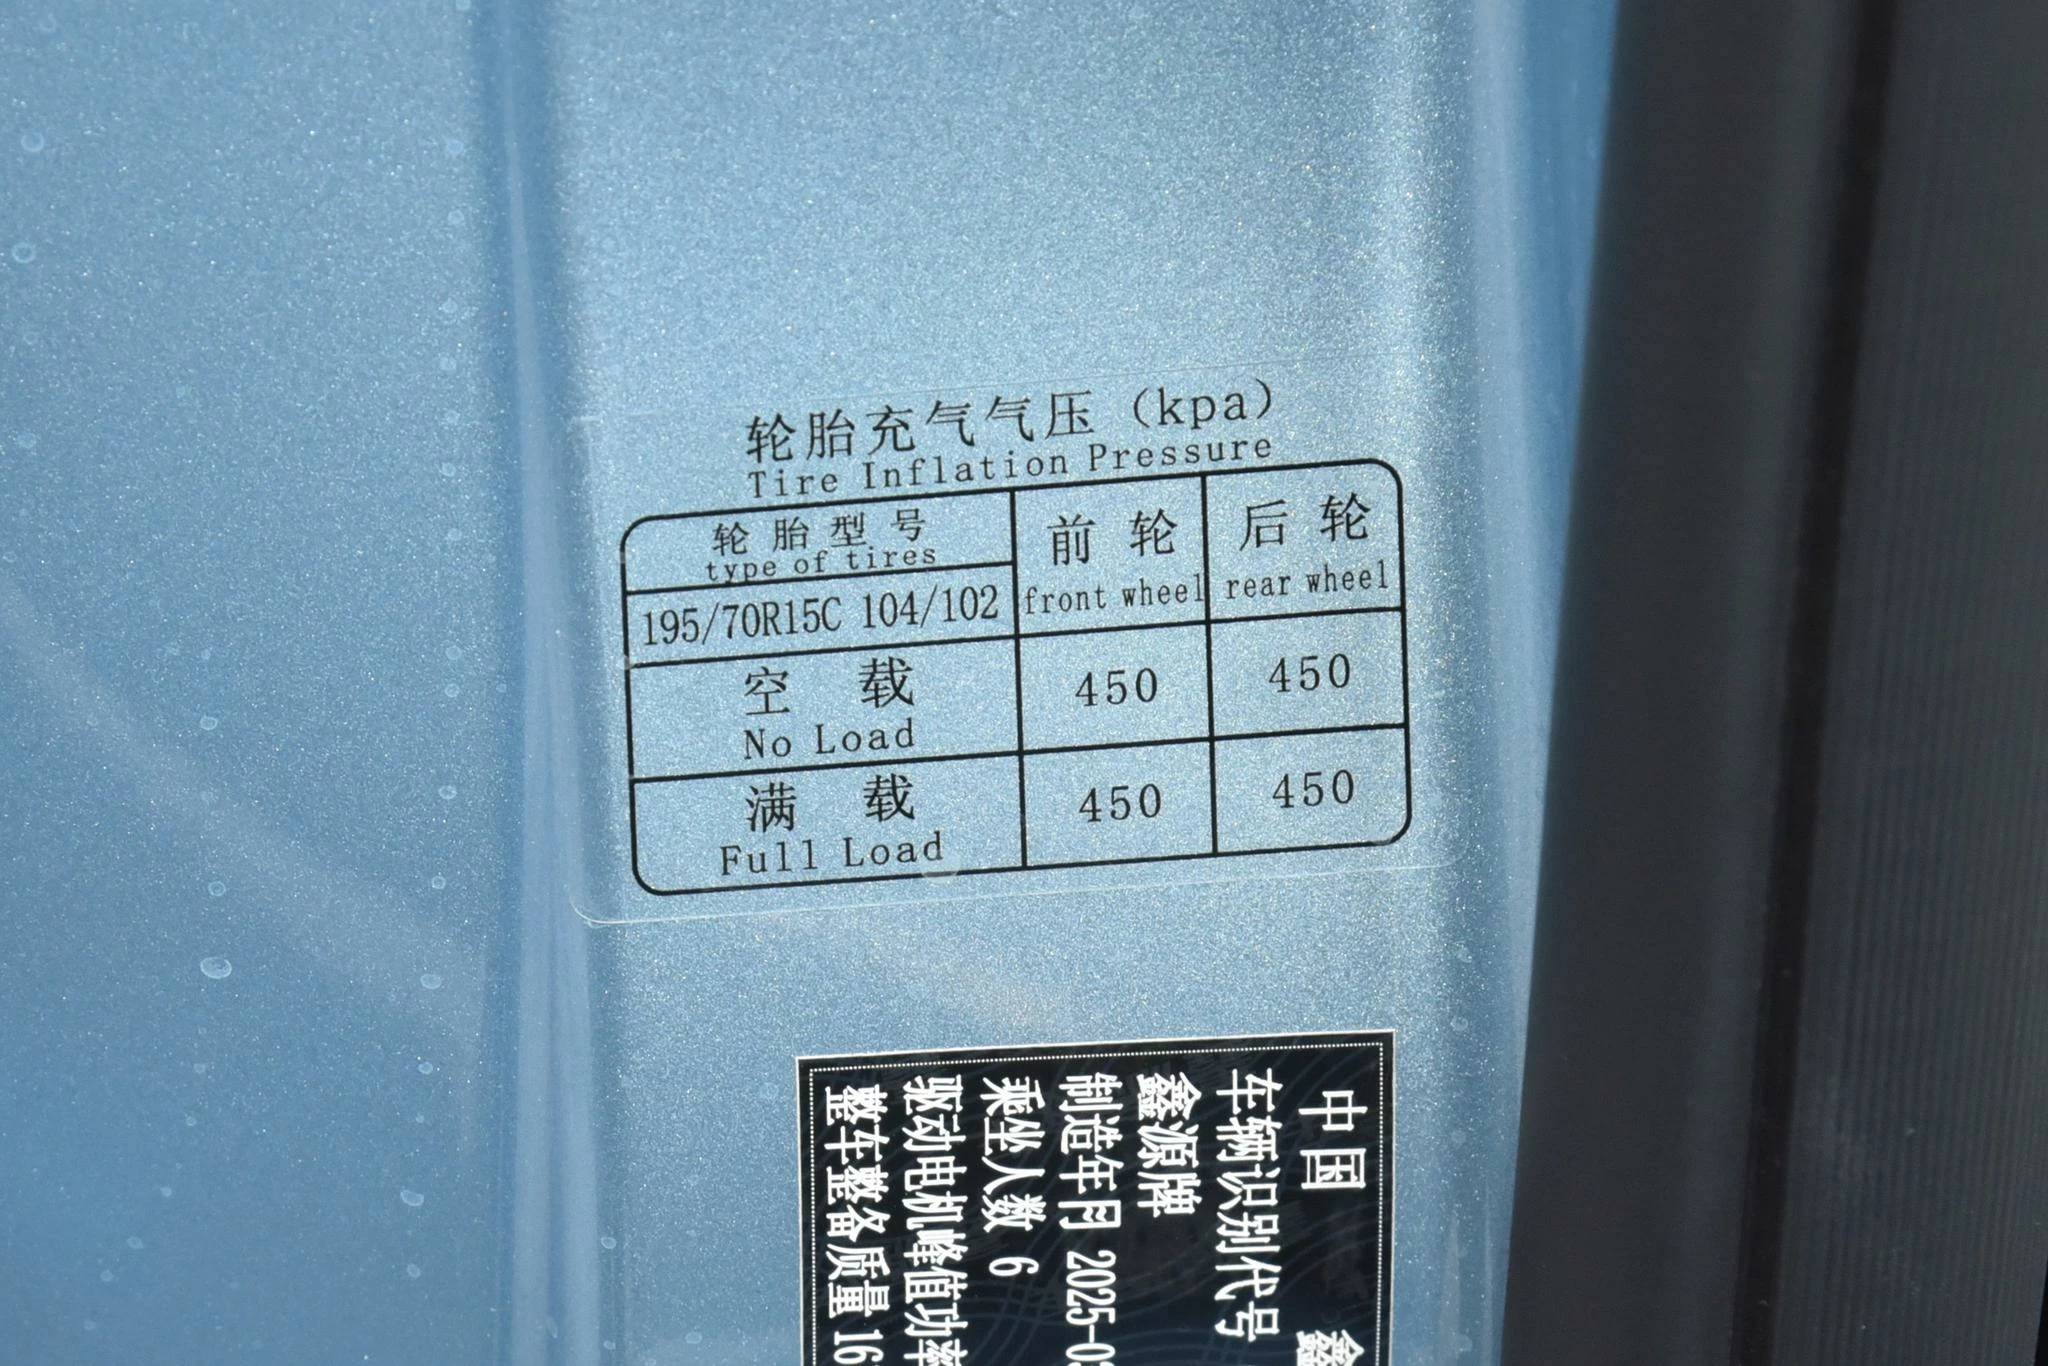 轮胎充气气压（kpa）
Tire Inflation Pressure
轮胎型号
type of tires
195/70R15C 104/102
前轮
front wheel
后轮
rear wheel
空载
No Load
450
450
满载
Full Load
450
450
中国 鑫
车辆识别代号
鑫源牌
制造年月 2025-0
乘坐人数 6
驱动电机峰值功率
整车整备质量 16